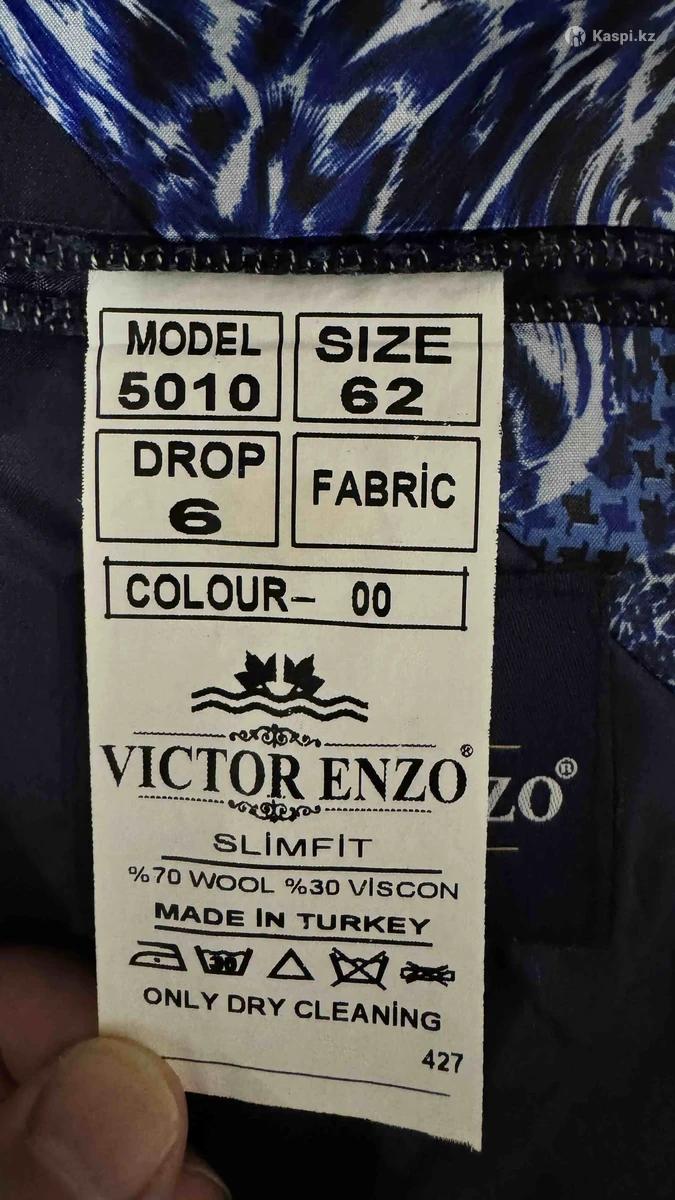 Kaspi.kz
MODEL
5010
SIZE
62
DROP
6
FABRİC
COLOUR- 00
VICTOR ENZO®
ZO®
SLİMFİT
%70 WOOL %30 VİSCON
MADE İN TURKEY
30
ONLY DRY CLEANİNG
427